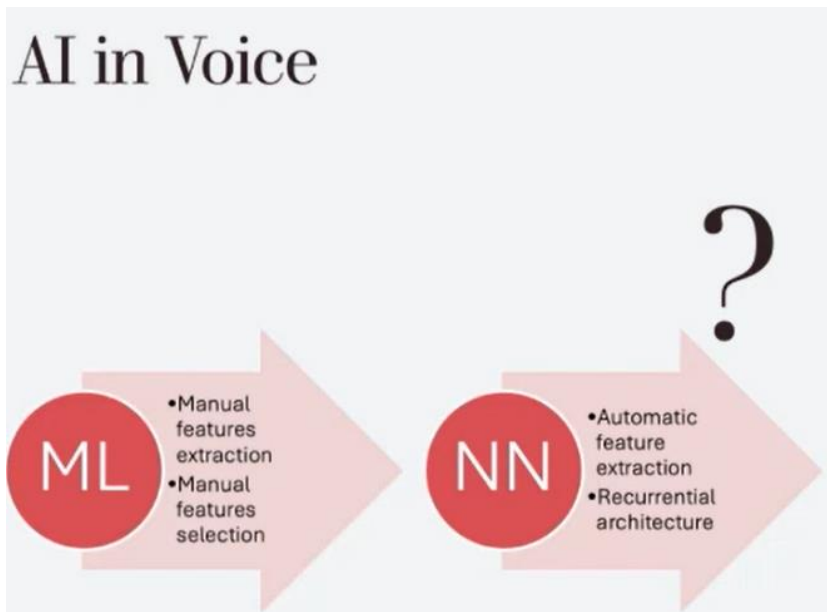 AI in Voice
?
ML
•Manual
features
extraction
•Manual
features
selection
NN
•Automatic
feature
extraction
•Recurrential
architecture